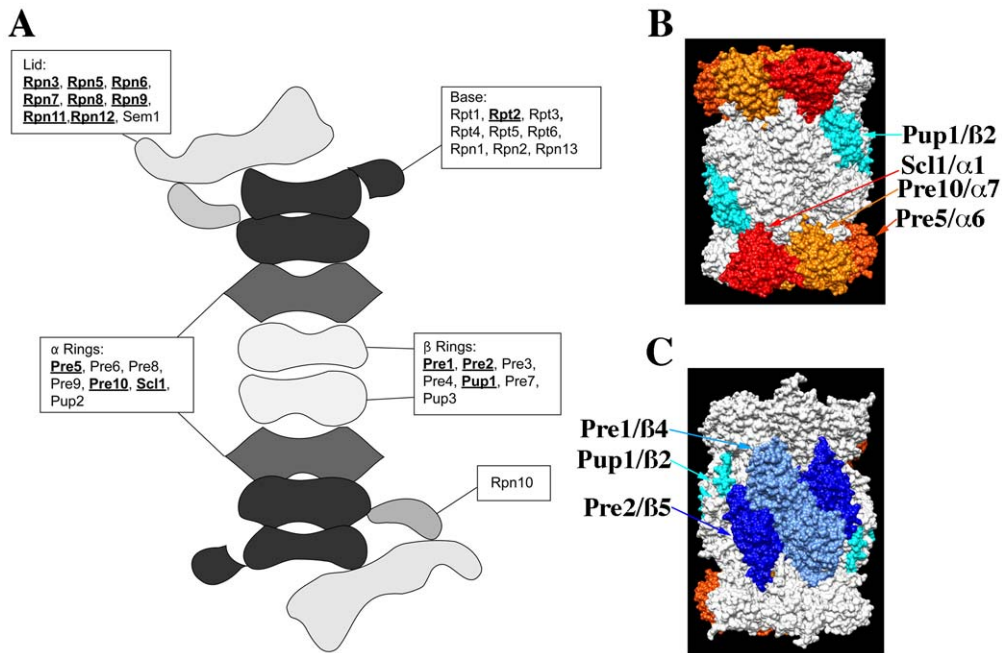 A
Lid:
Rpn3, Rpn5, Rpn6,
Rpn7, Rpn8, Rpn9,
Rpn11,Rpn12, Sem1
Base:
Rpt1, Rpt2, Rpt3,
Rpt4, Rpt5, Rpt6,
Rpn1, Rpn2, Rpn13
α Rings:
Pre5, Pre6, Pre8,
Pre9, Pre10, Scl1,
Pup2
β Rings:
Pre1, Pre2, Pre3,
Pre4, Pup1, Pre7,
Pup3
Rpn10
B
Pup1/ß2
Scl1/α1
Pre10/α7
Pre5/α6
C
Pre1/ß4
Pup1/ß2
Pre2/ß5